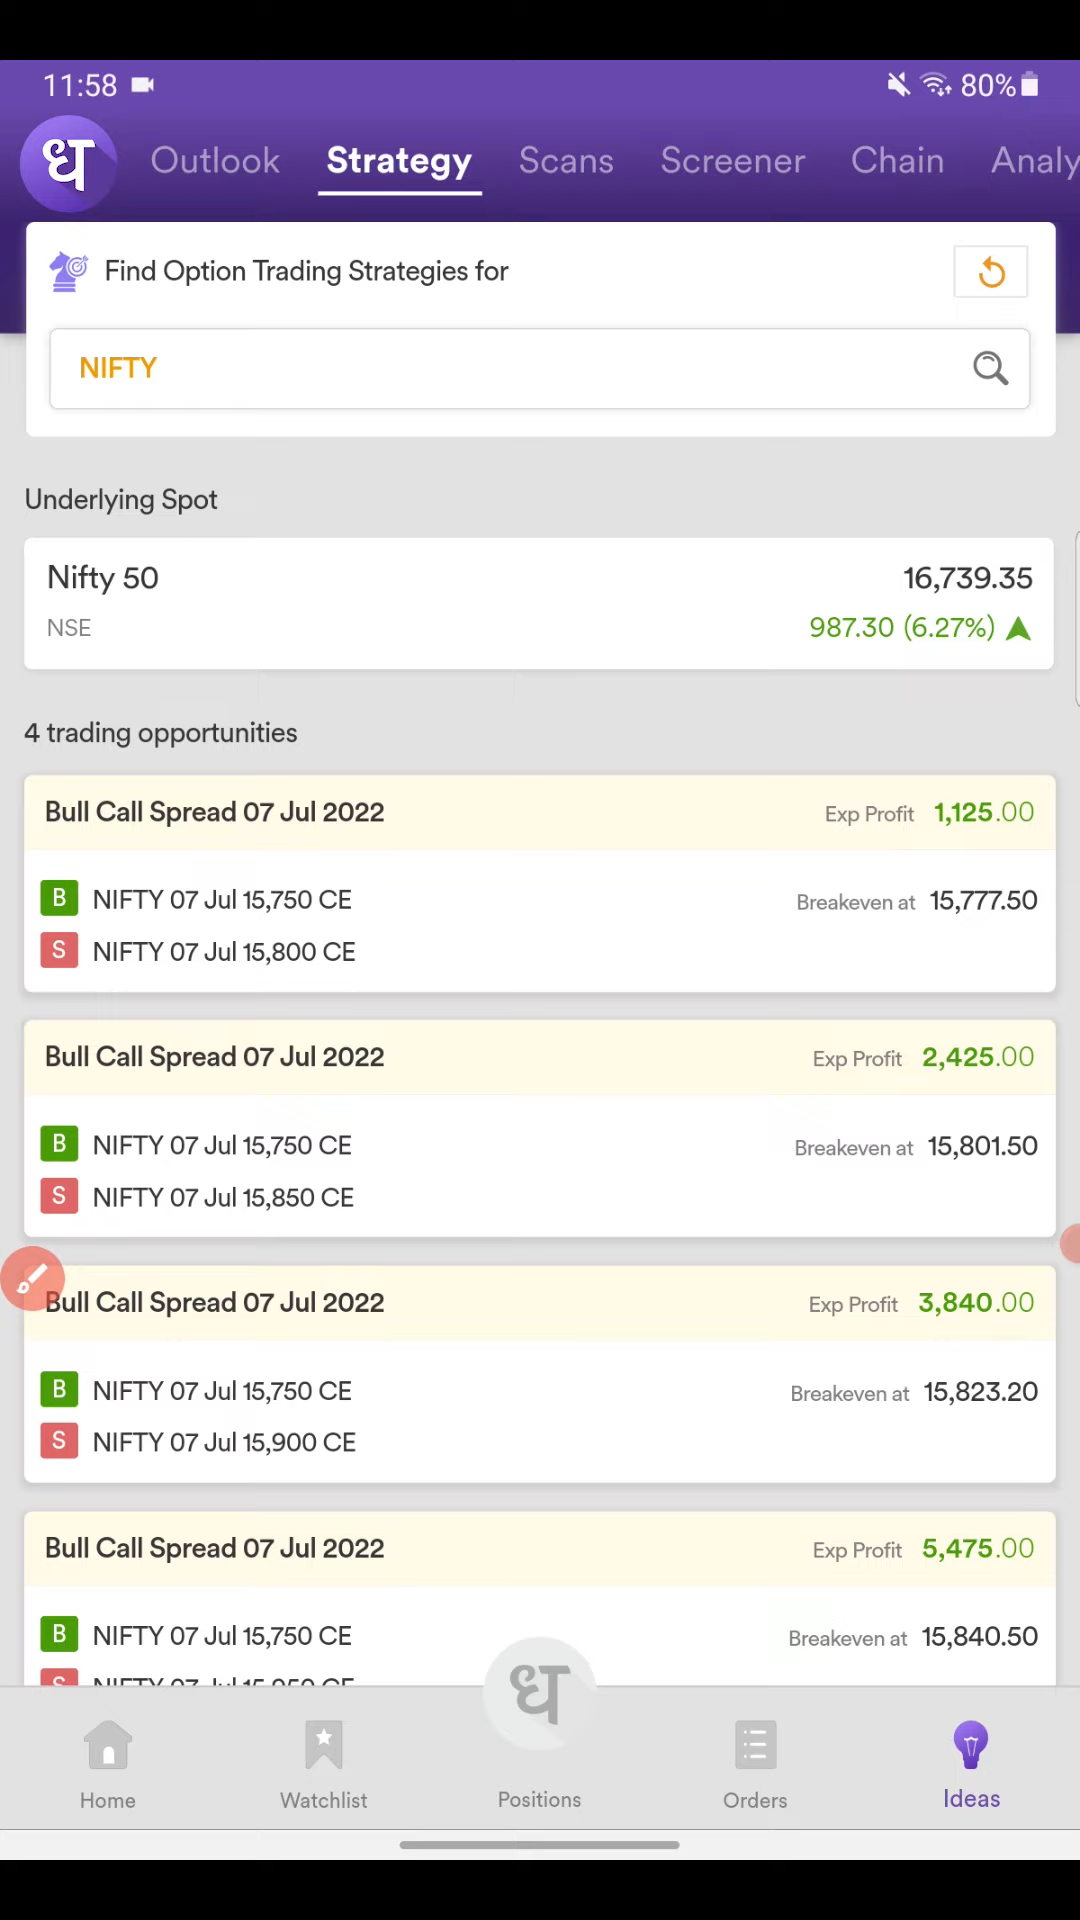 11:58
80%
ध
Outlook
Strategy
Scans
Screener
Chain
Analy
Find Option Trading Strategies for
NIFTY
Underlying Spot
Nifty 50
16,739.35
NSE
987.30 (6.27%)
4 trading opportunities
Bull Call Spread 07 Jul 2022
Exp Profit 1,125.00
B NIFTY 07 Jul 15,750 CE
Breakeven at 15,777.50
S NIFTY 07 Jul 15,800 CE
Bull Call Spread 07 Jul 2022
Exp Profit 2,425.00
B NIFTY 07 Jul 15,750 CE
Breakeven at 15,801.50
S NIFTY 07 Jul 15,850 CE
Bull Call Spread 07 Jul 2022
Exp Profit 3,840.00
B NIFTY 07 Jul 15,750 CE
Breakeven at 15,823.20
S NIFTY 07 Jul 15,900 CE
Bull Call Spread 07 Jul 2022
Exp Profit 5,475.00
B NIFTY 07 Jul 15,750 CE
Breakeven at 15,840.50
ध
Home
Watchlist
Positions
Orders
Ideas